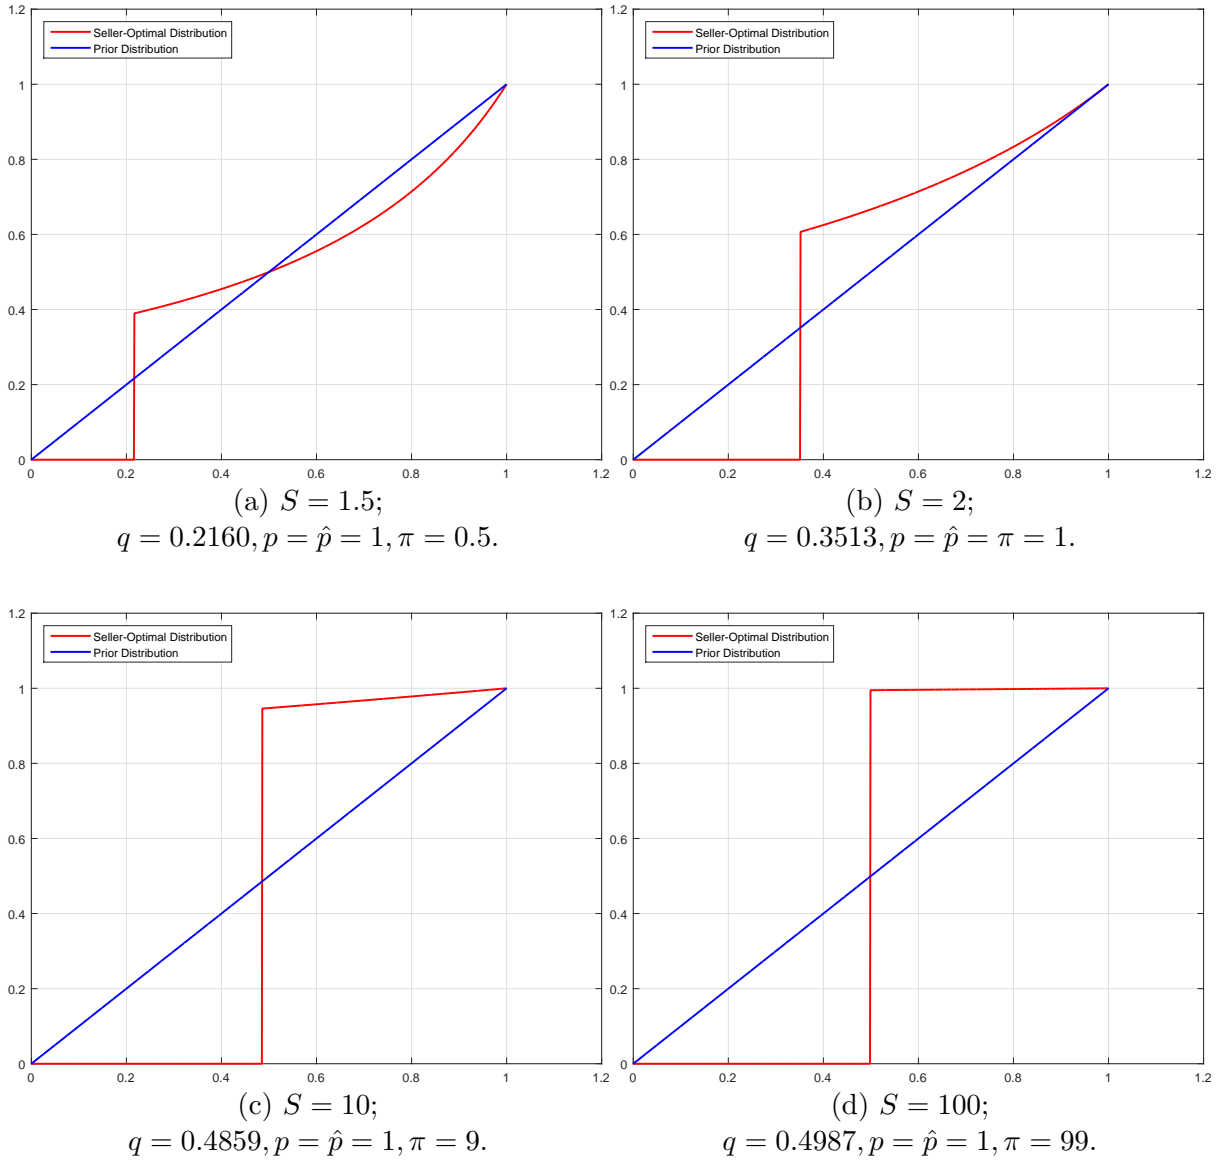 1.2
Seller-Optimal Distribution
Prior Distribution
1
0.8
0.6
0.4
0.2
0
0 0.2 0.4 0.6 0.8 1 1.2
(a) S = 1.5;
q = 0.2160, p = p̂ = 1, π = 0.5.
1.2
Seller-Optimal Distribution
Prior Distribution
1
0.8
0.6
0.4
0.2
0
0 0.2 0.4 0.6 0.8 1 1.2
(b) S = 2;
q = 0.3513, p = p̂ = π = 1.
1.2
Seller-Optimal Distribution
Prior Distribution
1
0.8
0.6
0.4
0.2
0
0 0.2 0.4 0.6 0.8 1 1.2
(c) S = 10;
q = 0.4859, p = p̂ = 1, π = 9.
1.2
Seller-Optimal Distribution
Prior Distribution
1
0.8
0.6
0.4
0.2
0
0 0.2 0.4 0.6 0.8 1 1.2
(d) S = 100;
q = 0.4987, p = p̂ = 1, π = 99.